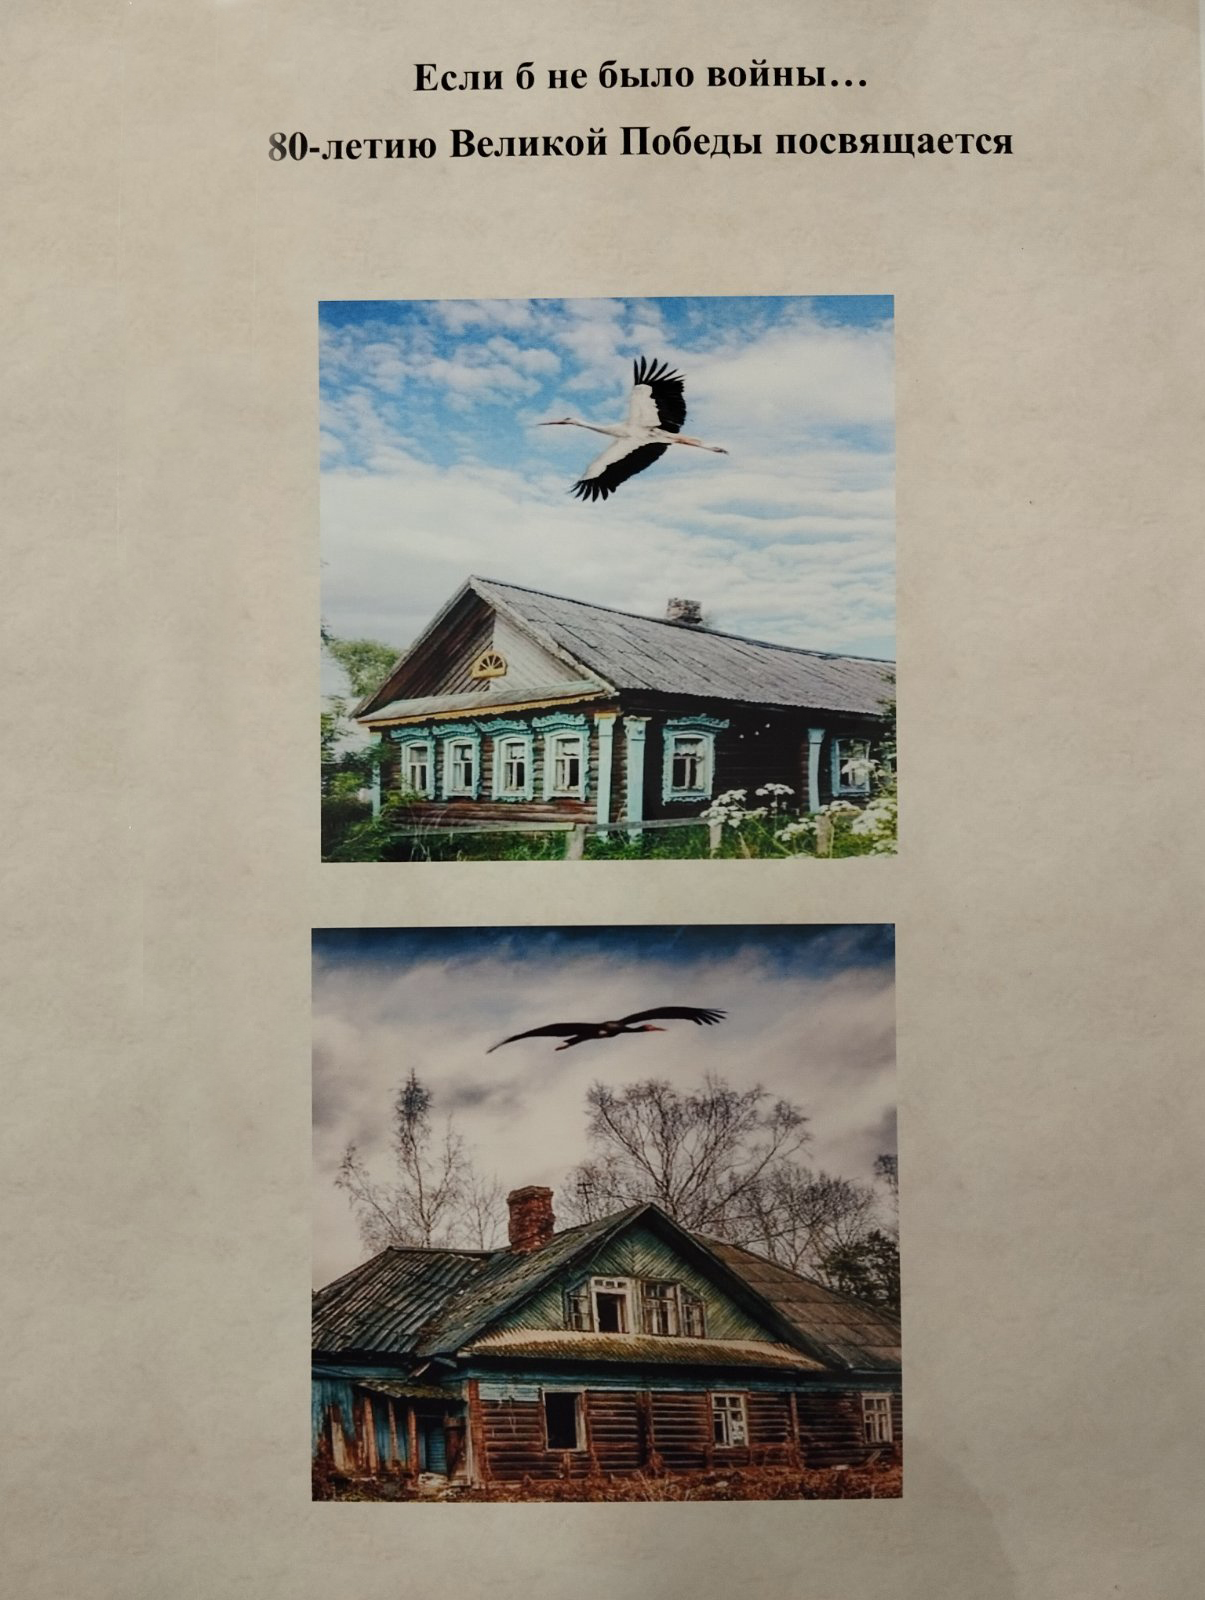 Если б не было войны…
80-летию Великой Победы посвящается